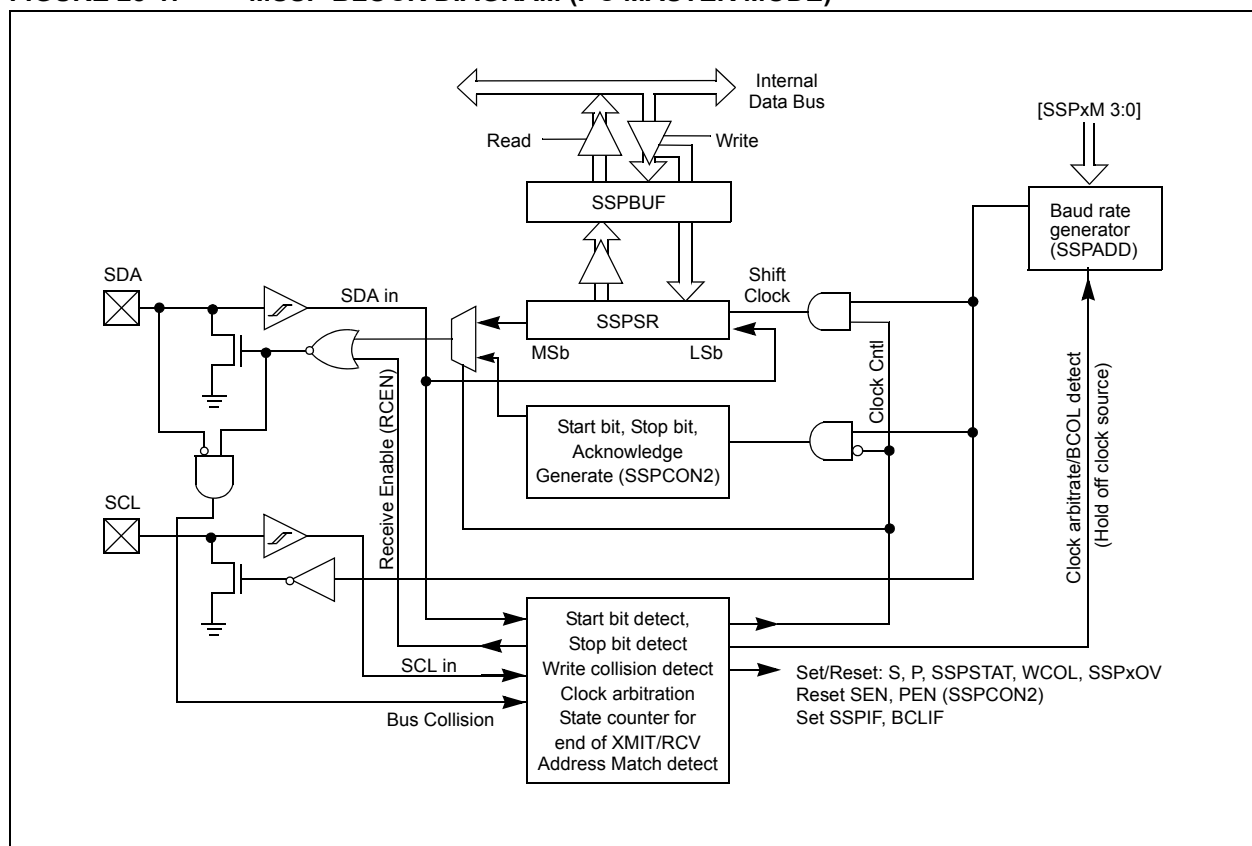 Internal
Data Bus
[SSPxM 3:0]
Read
Write
SSPBUF
Baud rate
generator
(SSPADD)
SDA
SDA in
Shift
Clock
SSPSR
MSb
LSb
Clock Cntl
Receive Enable (RCEN)
Start bit, Stop bit,
Acknowledge
Generate (SSPCON2)
Clock arbitrate/BCOL detect
(Hold off clock source)
SCL
Start bit detect,
Stop bit detect
Write collision detect
Clock arbitration
State counter for
end of XMIT/RCV
Address Match detect
SCL in
Bus Collision
Set/Reset: S, P, SSPSTAT, WCOL, SSPxOV
Reset SEN, PEN (SSPCON2)
Set SSPIF, BCLIF